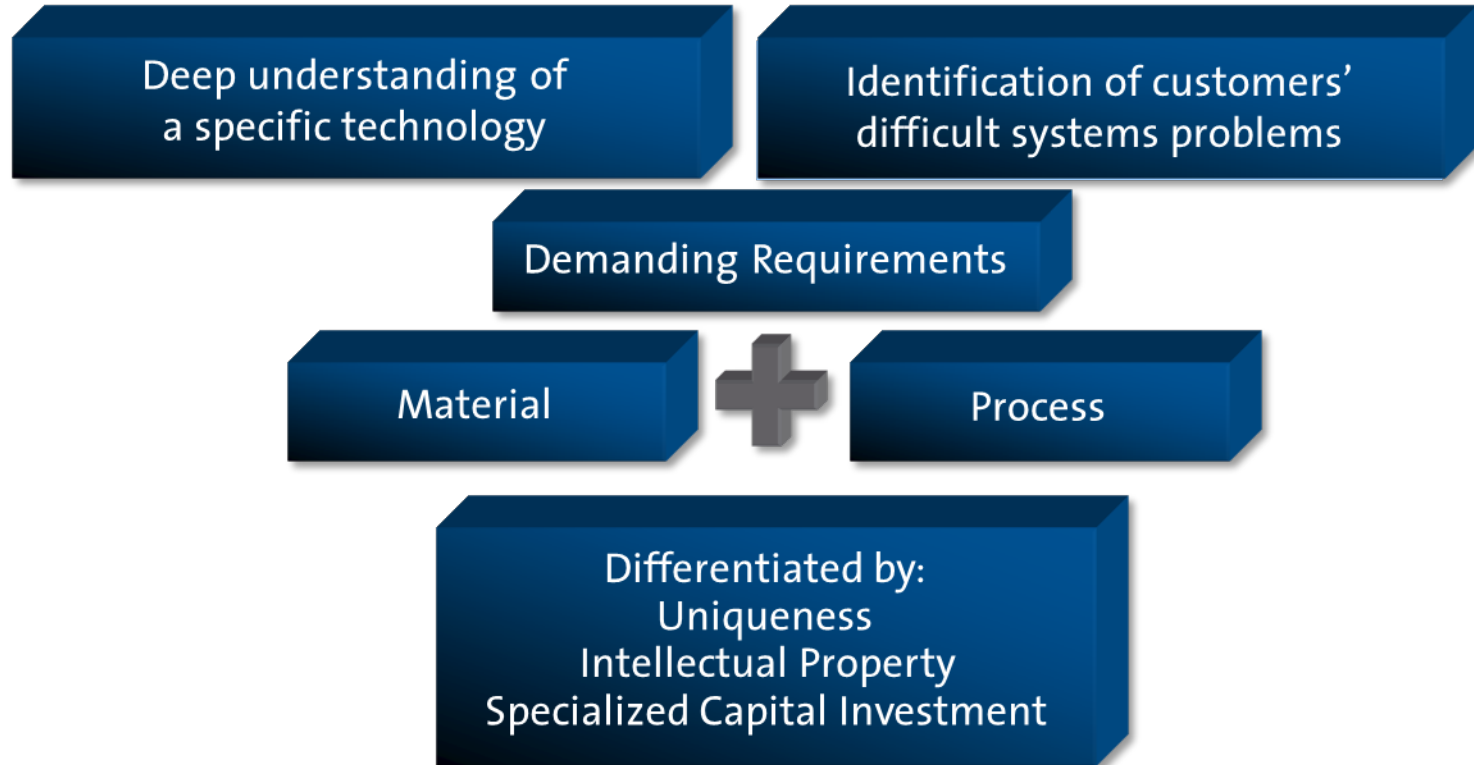 Deep understanding of
a specific technology
Identification of customers’
difficult systems problems
Demanding Requirements
Material
Process
Differentiated by:
Uniqueness
Intellectual Property
Specialized Capital Investment